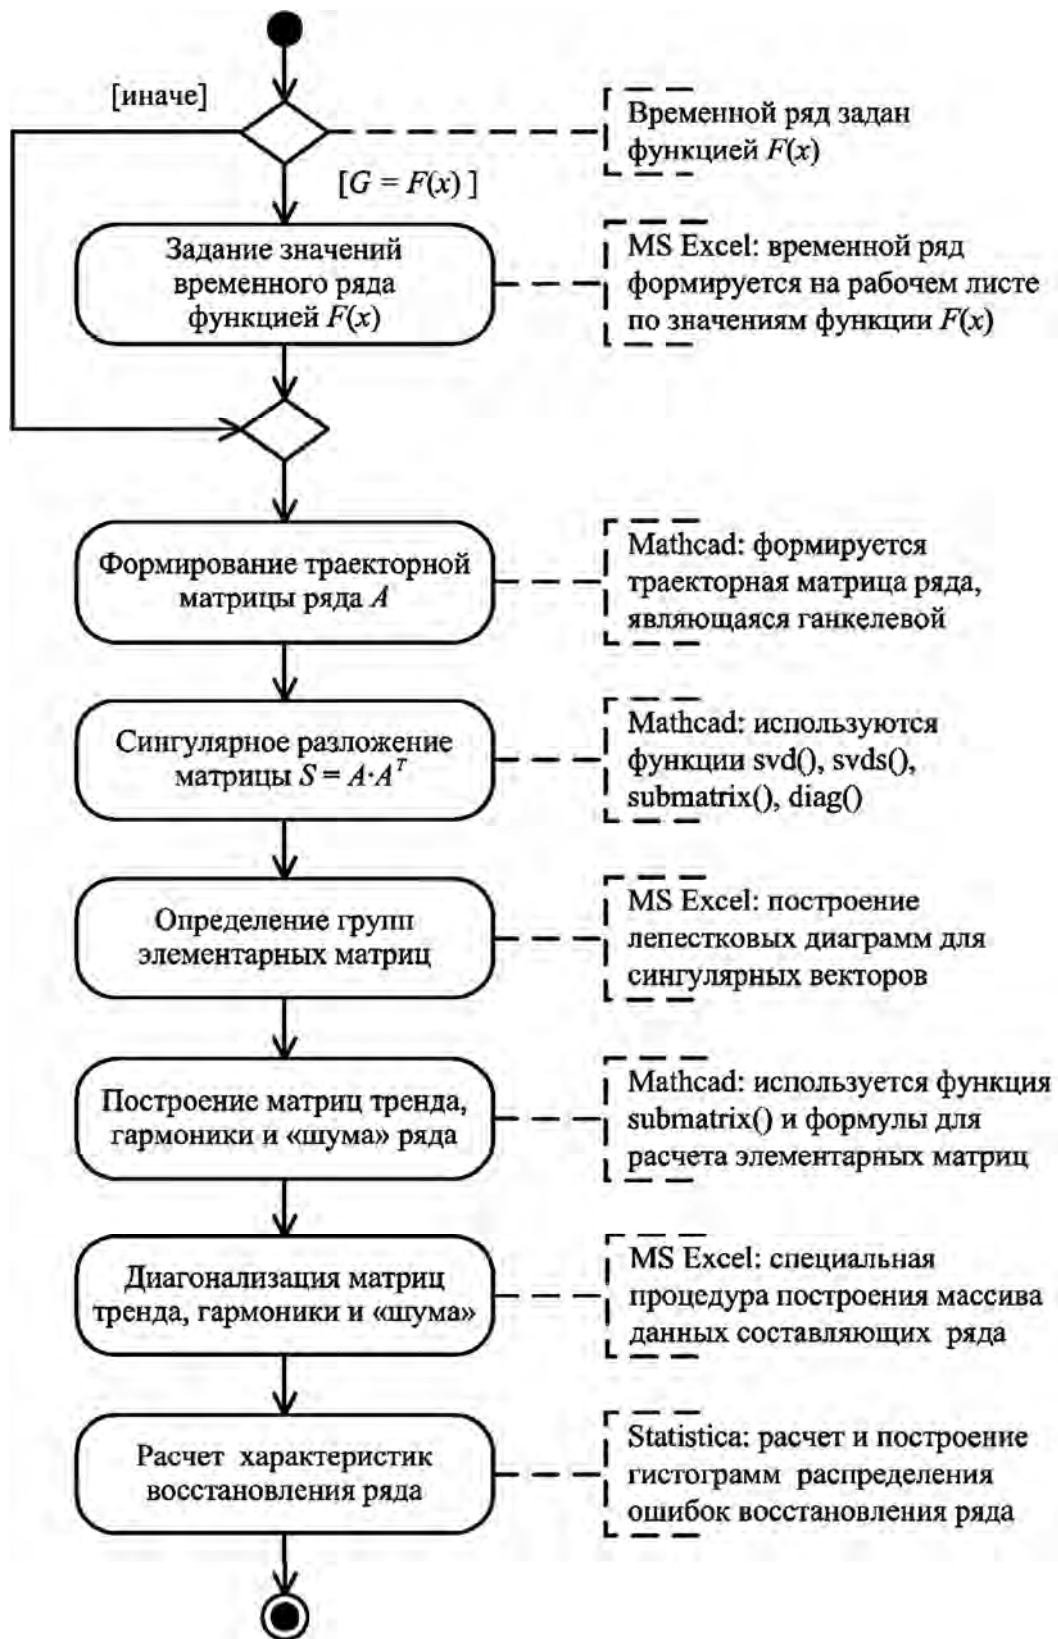 [иначе]
Временной ряд задан
функцией F(x)
[G = F(x) ]
Задание значений
временного ряда
функцией F(x)
MS Excel: временной ряд
формируется на рабочем листе
по значениям функции F(x)
Формирование траекторной
матрицы ряда A
Mathcad: формируется
траекторная матрица ряда,
являющаяся ганкелевой
Сингулярное разложение
матрицы S = A·Aᵀ
Mathcad: используются
функции svd(), svds(),
submatrix(), diag()
Определение групп
элементарных матриц
MS Excel: построение
лепестковых диаграмм для
сингулярных векторов
Построение матриц тренда,
гармоники и «шума» ряда
Mathcad: используется функция
submatrix() и формулы для
расчета элементарных матриц
Диагонализация матриц
тренда, гармоники и «шума»
MS Excel: специальная
процедура построения массива
данных составляющих ряда
Расчет характеристик
восстановления ряда
Statistica: расчет и построение
гистограмм распределения
ошибок восстановления ряда